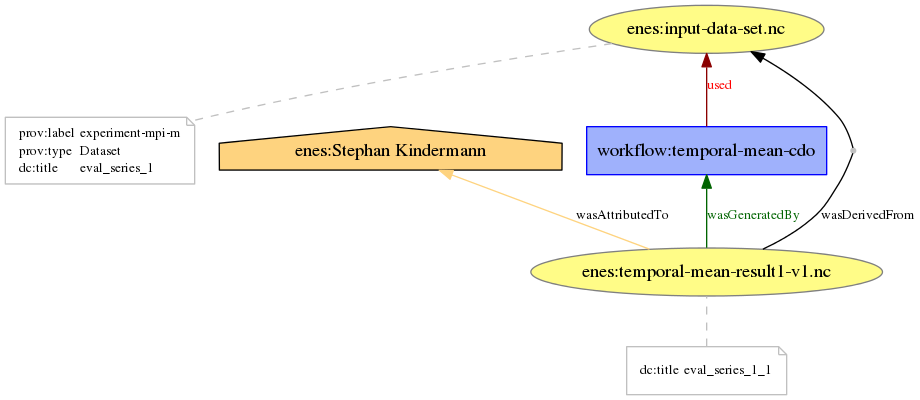 enes:input-data-set.nc
used
prov:label experiment-mpi-m
prov:type Dataset
dc:title eval_series_1
enes:Stephan Kindermann
workflow:temporal-mean-cdo
wasAttributedTo
wasGeneratedBy
wasDerivedFrom
enes:temporal-mean-result1-v1.nc
dc:title eval_series_1_1